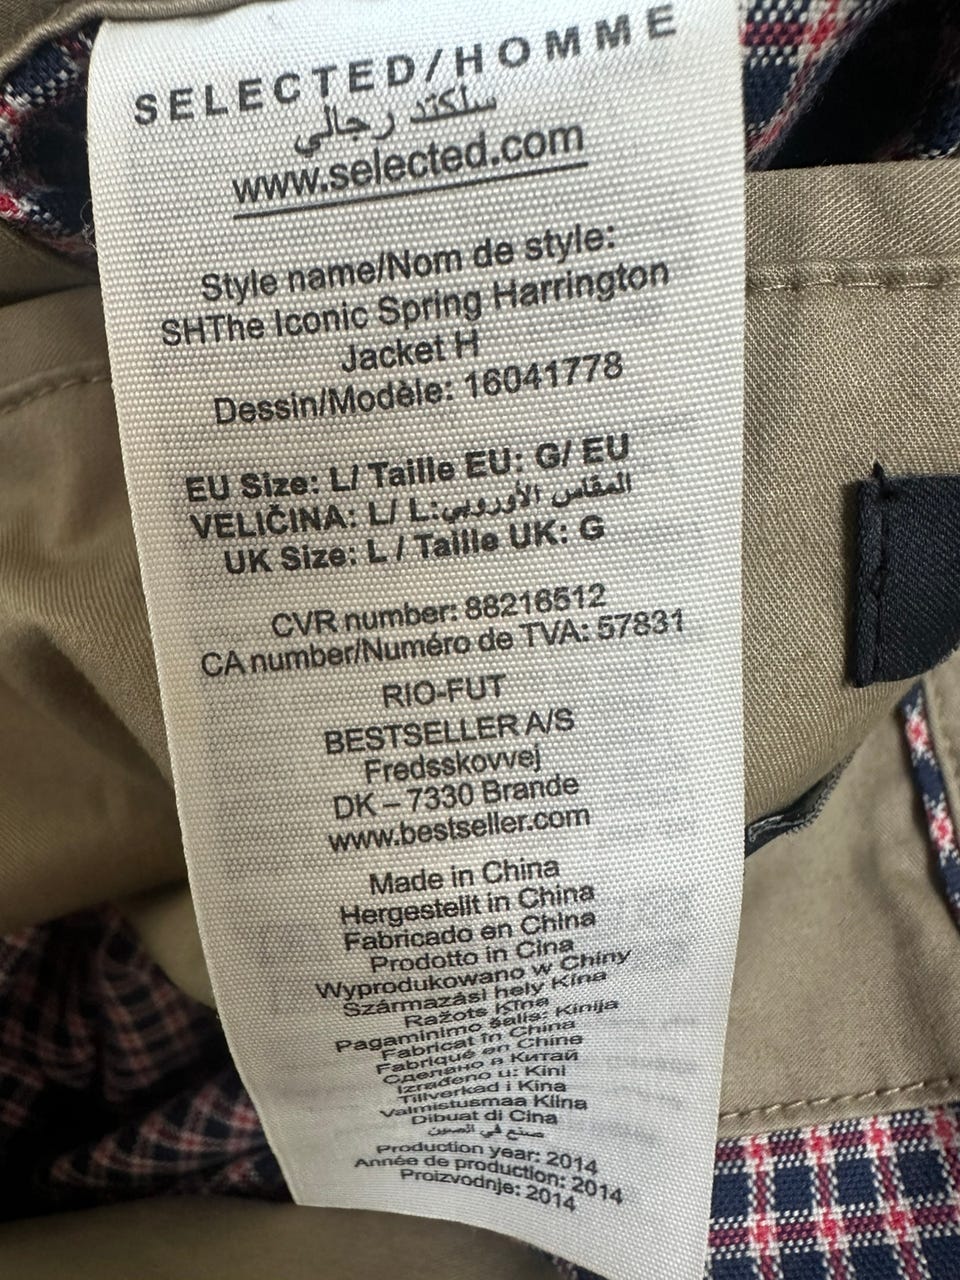 SELECTED/HOMME
سلكتد رجالي
www.selected.com
Style name/Nom de style:
SHThe Iconic Spring Harrington
Jacket H
Dessin/Modèle: 16041778
EU Size: L/ Taille EU: G/ EU
VELIČINA: L/ L:المقاس الأوروبي
UK Size: L / Taille UK: G
CVR number: 88216512
CA number/Numéro de TVA: 57831
RIO-FUT
BESTSELLER A/S
Fredsskovvej
DK – 7330 Brande
www.bestseller.com
Made in China
Hergestellt in China
Fabricado en China
Prodotto in Cina
Wyprodukowano w Chiny
Származási hely Kína
Ražots Ķīna
Pagaminimo šalis: Kinija
Fabricat în China
Fabriqué en Chine
Сделано в Китай
Izrađeno u: Kini
Tillverkad i Kina
Valmistusmaa Kiina
Dibuat di Cina
صنع في الصين
Production year: 2014
Année de production: 2014
Proizvodnje: 2014